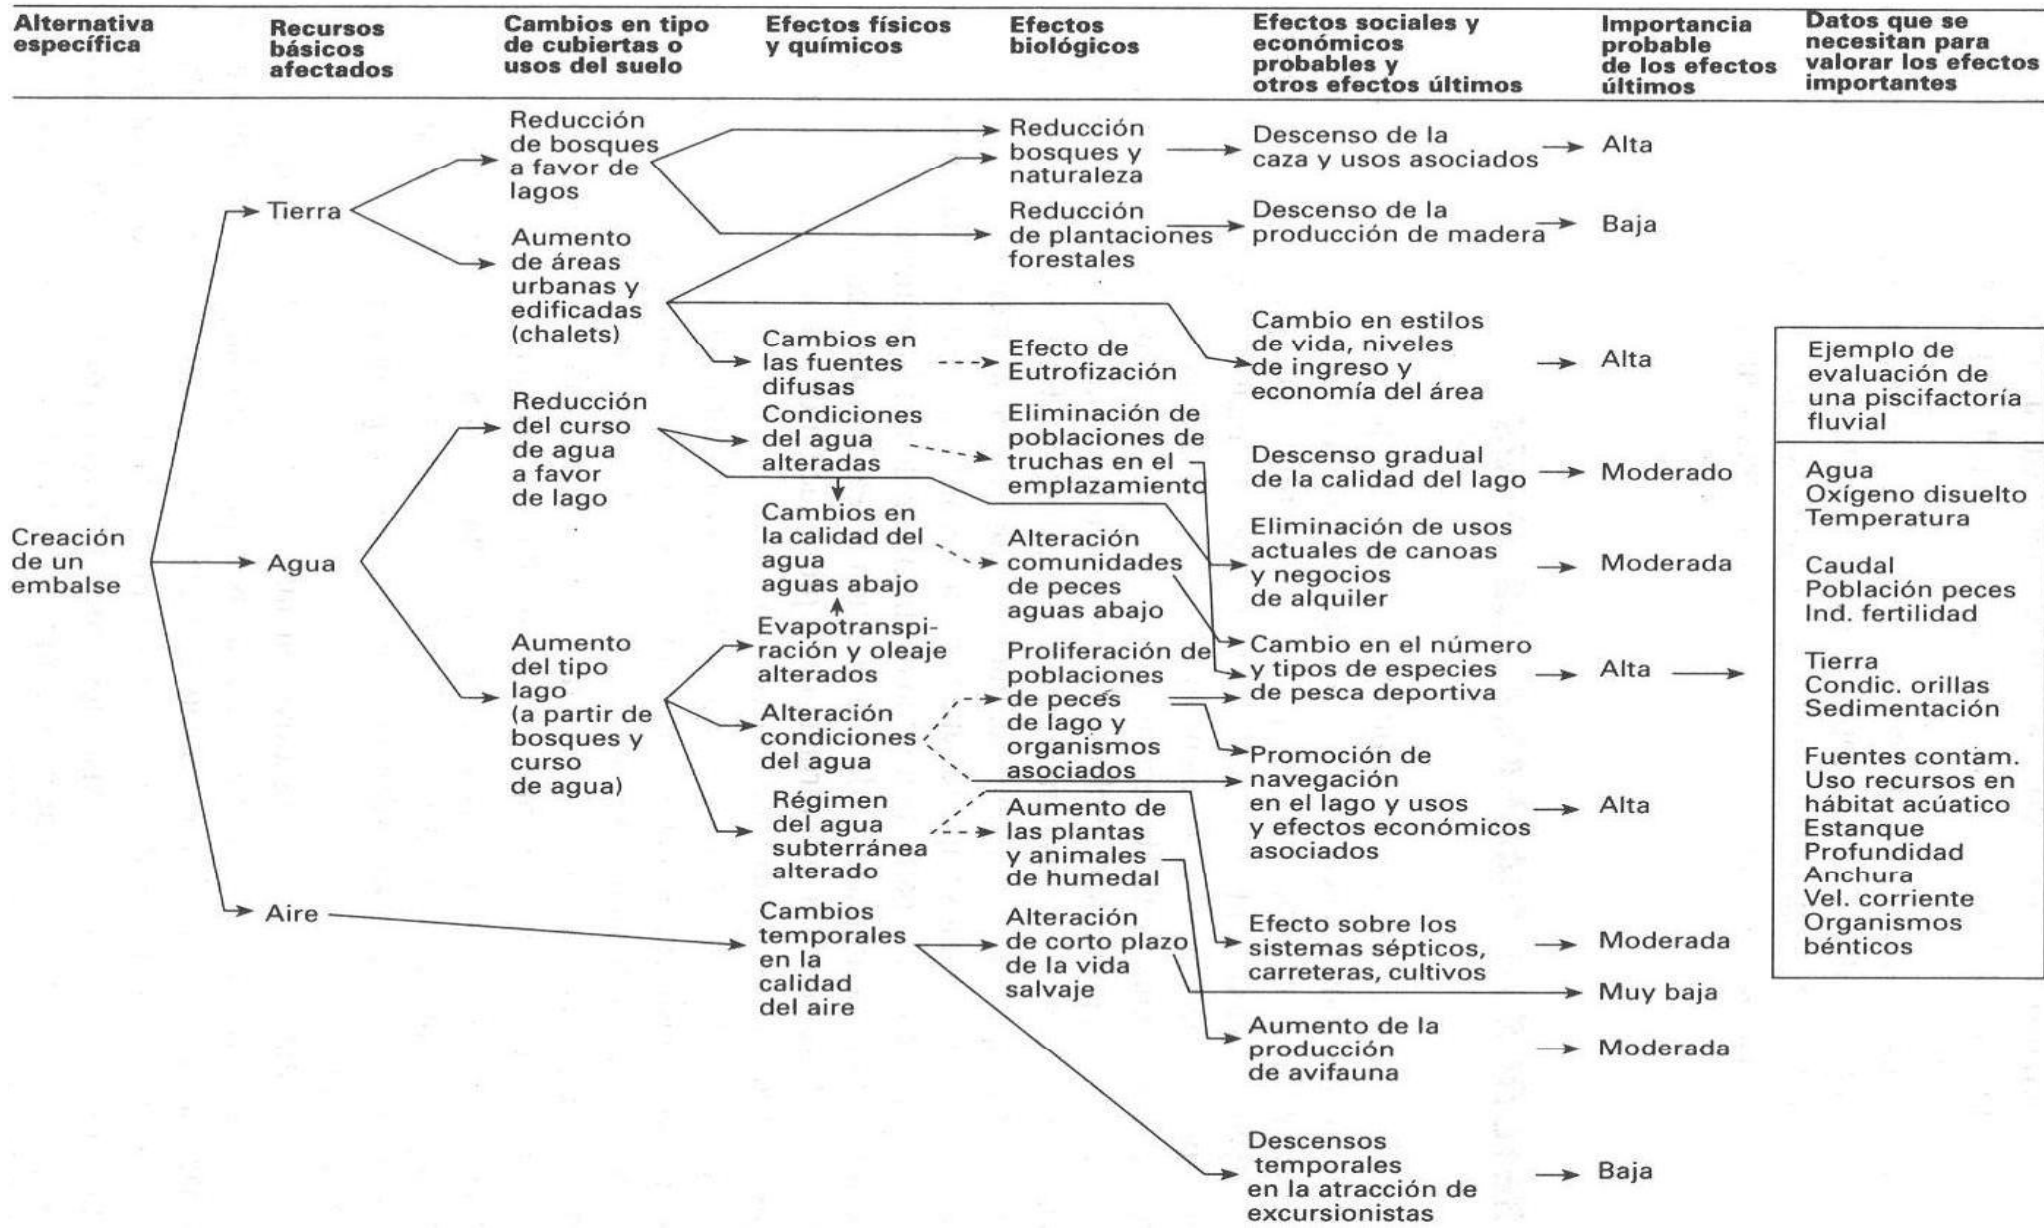 Alternativa
específica
Recursos
básicos
afectados
Cambios en tipo
de cubiertas o
usos del suelo
Efectos físicos
y químicos
Efectos
biológicos
Efectos sociales y
económicos
probables y
otros efectos últimos
Importancia
probable
de los efectos
últimos
Datos que se
necesitan para
valorar los efectos
importantes
Creación
de un
embalse
Tierra
Agua
Aire
Reducción
de bosques
a favor de
lagos
Aumento
de áreas
urbanas y
edificadas
(chalets)
Reducción
del curso
de agua
a favor
de lago
Aumento
del tipo
lago
(a partir de
bosques y
curso
de agua)
Cambios en
las fuentes
difusas
Condiciones
del agua
alteradas
Cambios en
la calidad del
agua
aguas abajo
Evapotranspi-
ración y oleaje
alterados
Alteración
condiciones
del agua
Régimen
del agua
subterránea
alterado
Cambios
temporales
en la
calidad
del aire
Reducción
bosques y
naturaleza
Reducción
de plantaciones
forestales
Efecto de
Eutrofización
Eliminación de
poblaciones de
truchas en el
emplazamiento
Alteración
comunidades
de peces
aguas abajo
Proliferación de
poblaciones
de peces
de lago y
organismos
asociados
Aumento de
las plantas
y animales
de humedal
Alteración
de corto plazo
de la vida
salvaje
Descenso de la
caza y usos asociados
Descenso de la
producción de madera
Cambio en estilos
de vida, niveles
de ingreso y
economía del área
Descenso gradual
de la calidad del lago
Eliminación de usos
actuales de canoas
y negocios
de alquiler
Cambio en el número
y tipos de especies
de pesca deportiva
Promoción de
navegación
en el lago y usos
y efectos económicos
asociados
Efecto sobre los
sistemas sépticos,
carreteras, cultivos
Aumento de la
producción
de avifauna
Descensos
temporales
en la atracción de
excursionistas
Alta
Baja
Alta
Moderado
Moderada
Alta
Alta
Moderada
Muy baja
Moderada
Baja
Ejemplo de
evaluación de
una piscifactoría
fluvial
Agua
Oxígeno disuelto
Temperatura
Caudal
Población peces
Ind. fertilidad
Tierra
Condic. orillas
Sedimentación
Fuentes contam.
Uso recursos en
hábitat acúatico
Estanque
Profundidad
Anchura
Vel. corriente
Organismos
bénticos